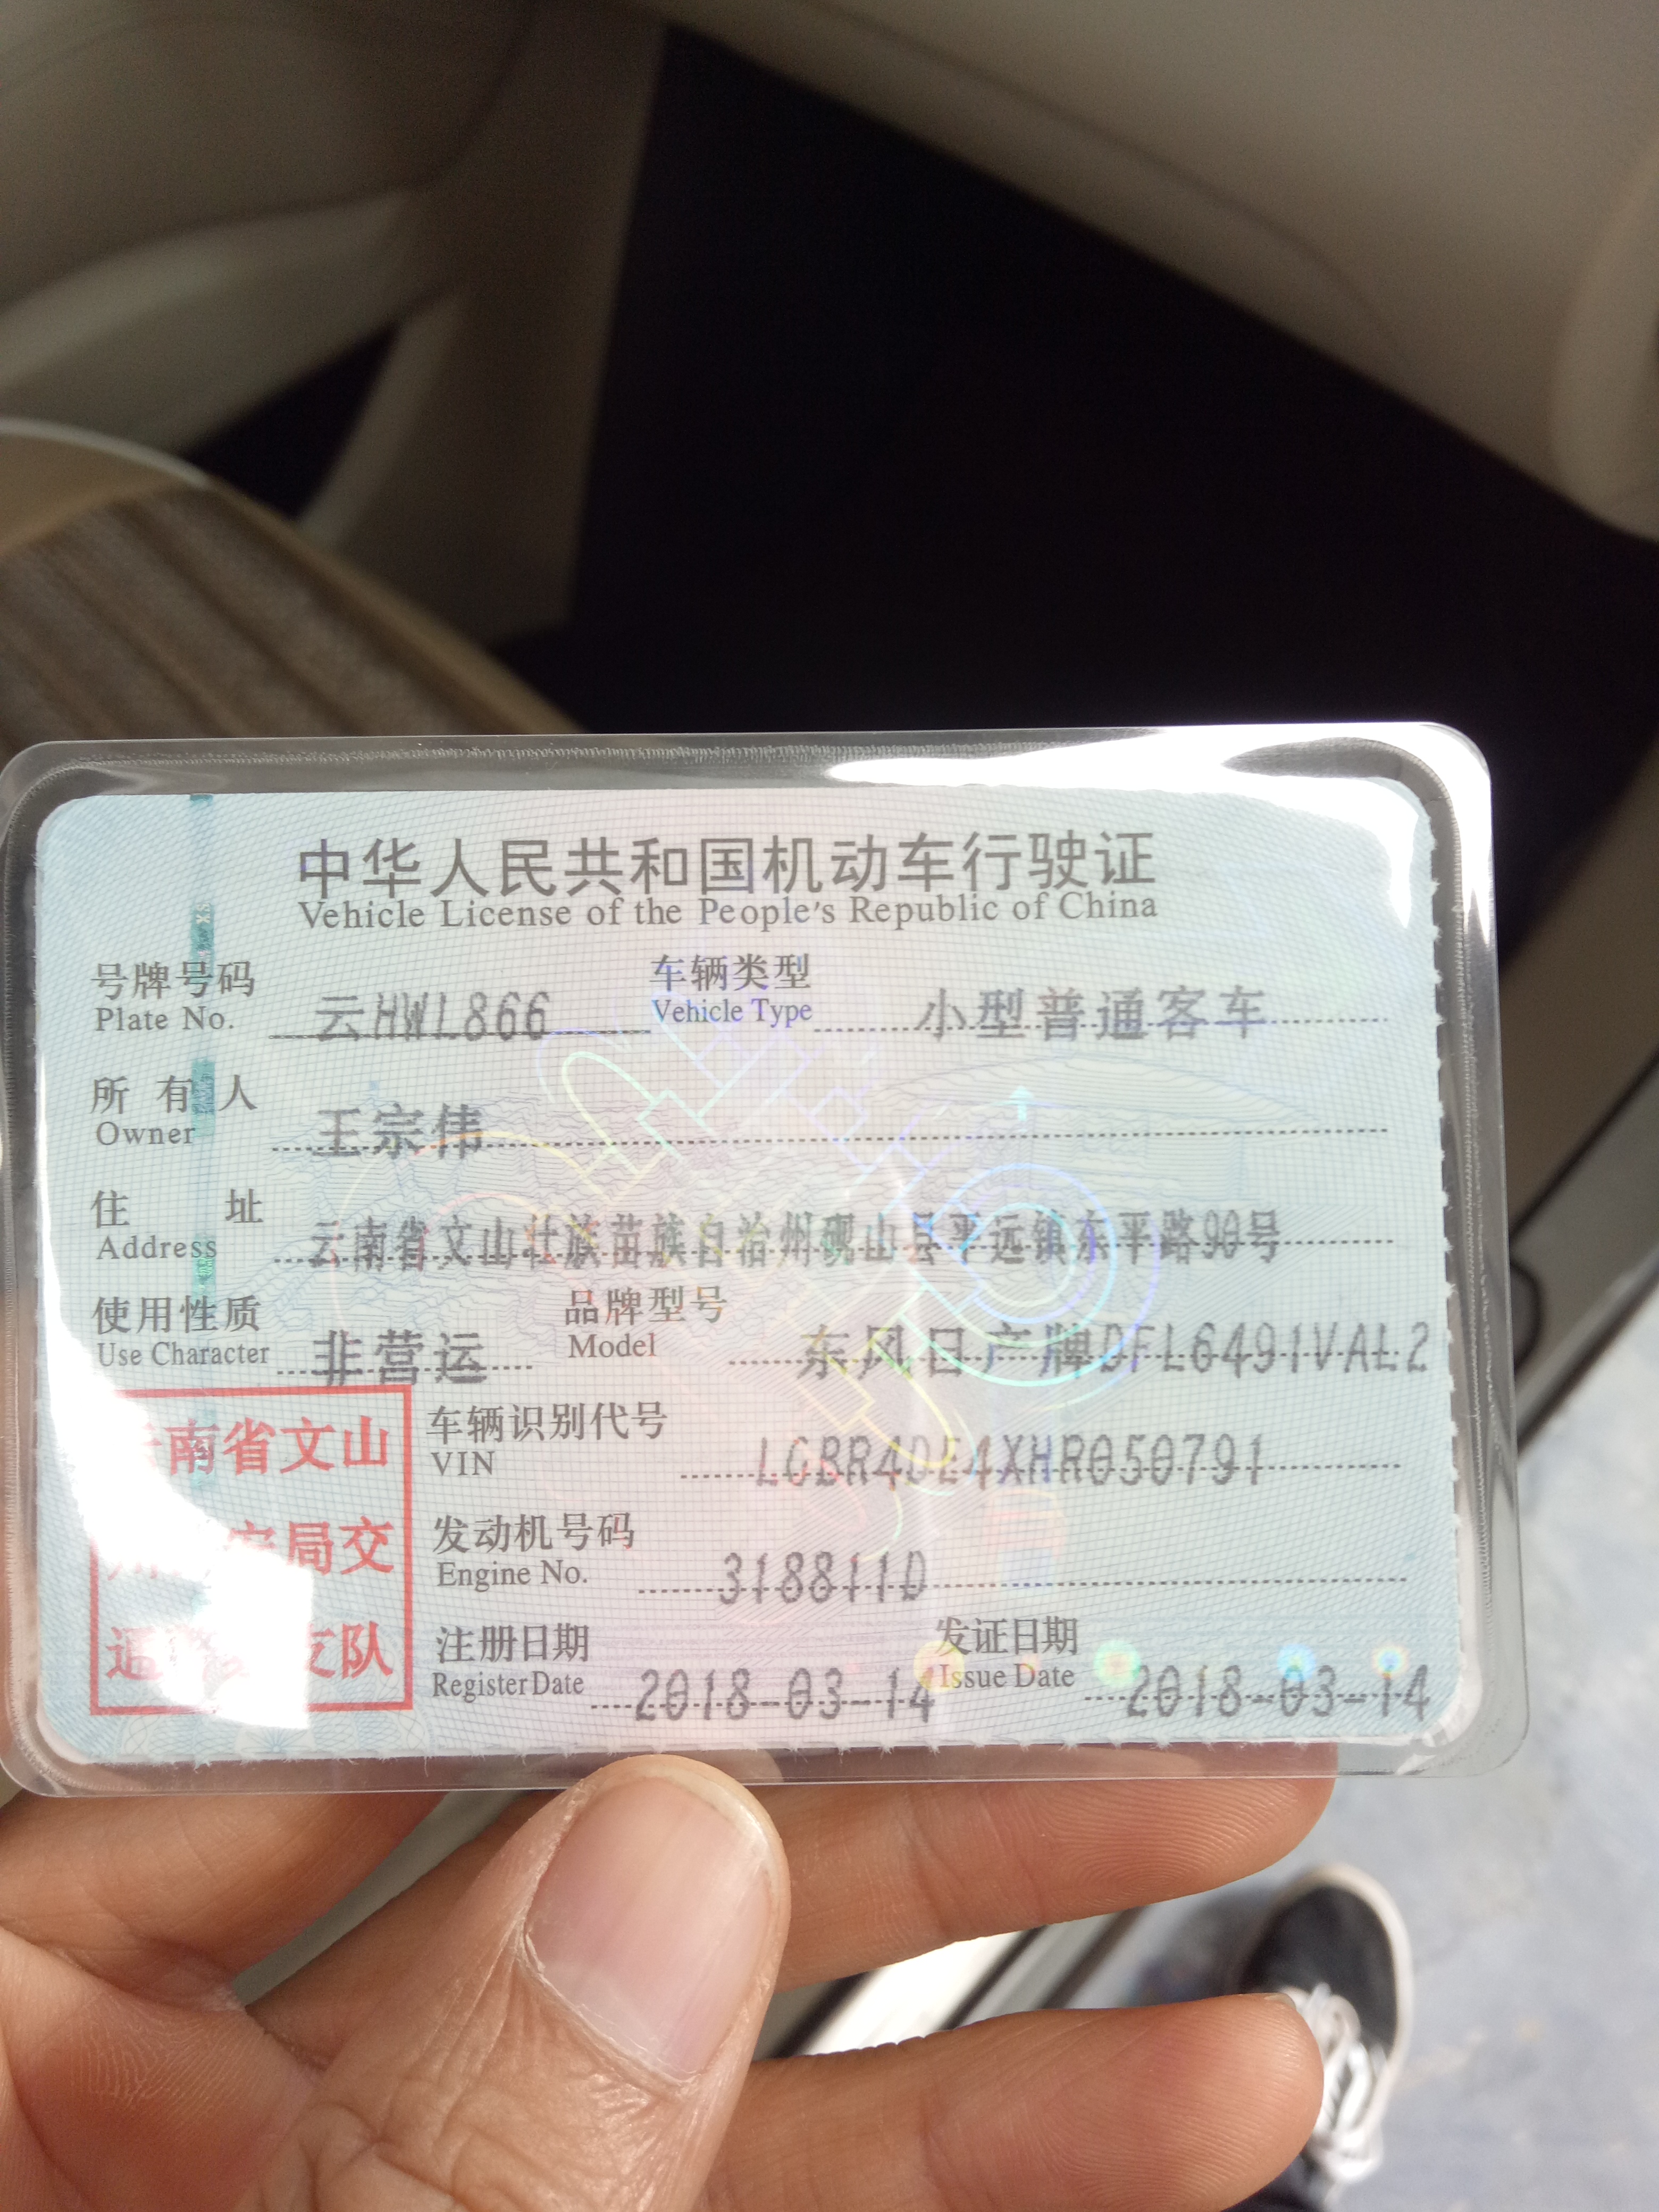 中华人民共和国机动车行驶证
Vehicle License of the People's Republic of China
号牌号码 云HWL866 车辆类型 小型普通客车
Plate No. Vehicle Type
所有人 王宗伟
Owner
住址 云南省文山壮族苗族自治州砚山县平远镇东平路90号
Address
使用性质 非营运 品牌型号 东风日产牌DFL6491VAL2
Use Character Model
车辆识别代号 LGBR4DE4XHR050791
VIN
发动机号码 318811D
Engine No.
注册日期 2018-03-14 发证日期 2018-03-14
Register Date Issue Date
南省文山
局交
支队